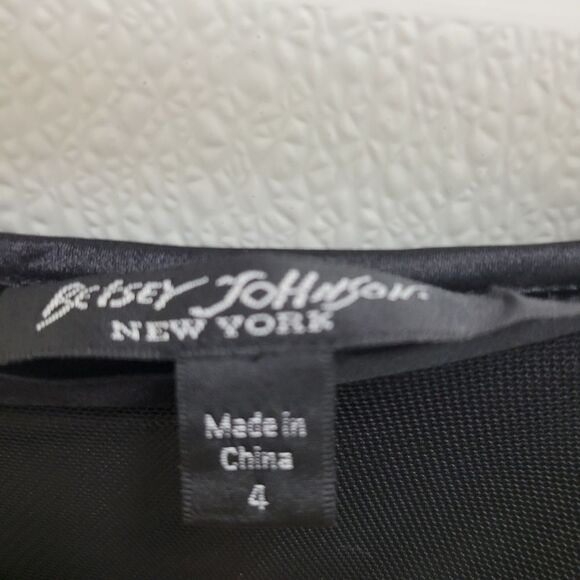 BETSEY JOHNSON.
NEW YORK
Made in
China
4